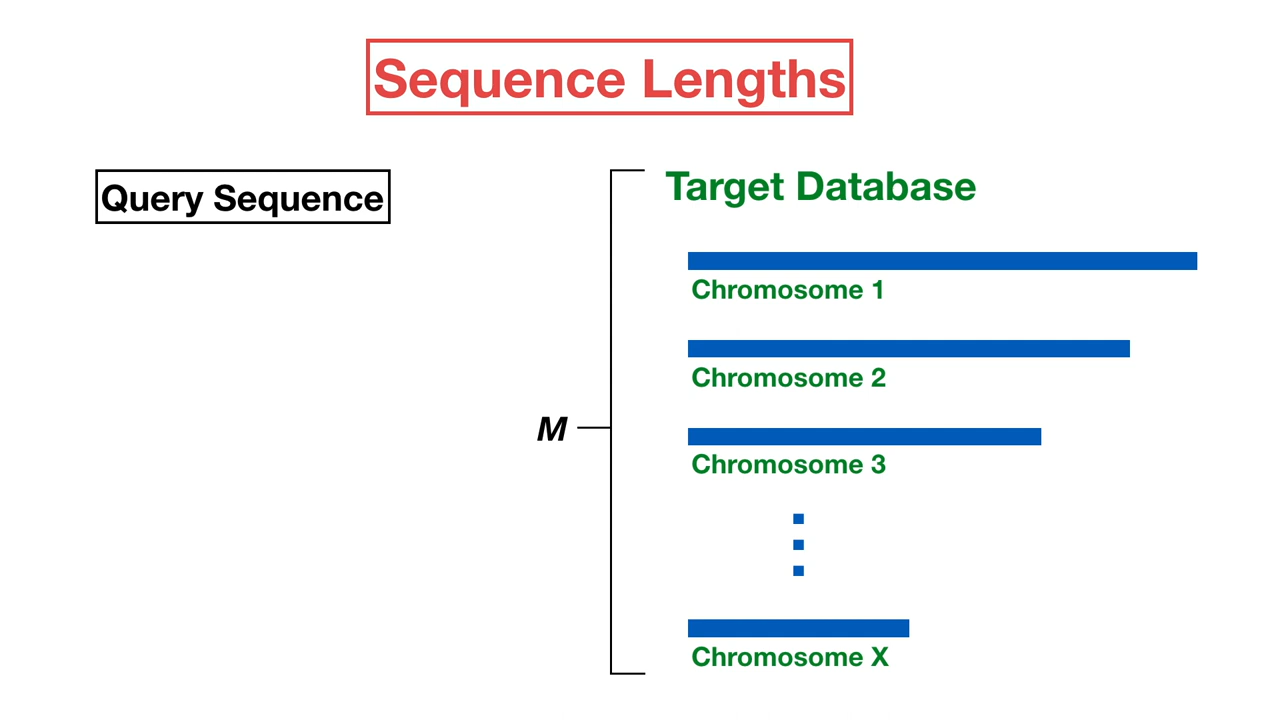 Sequence Lengths
Query Sequence
Target Database
Chromosome 1
Chromosome 2
M
Chromosome 3
Chromosome X